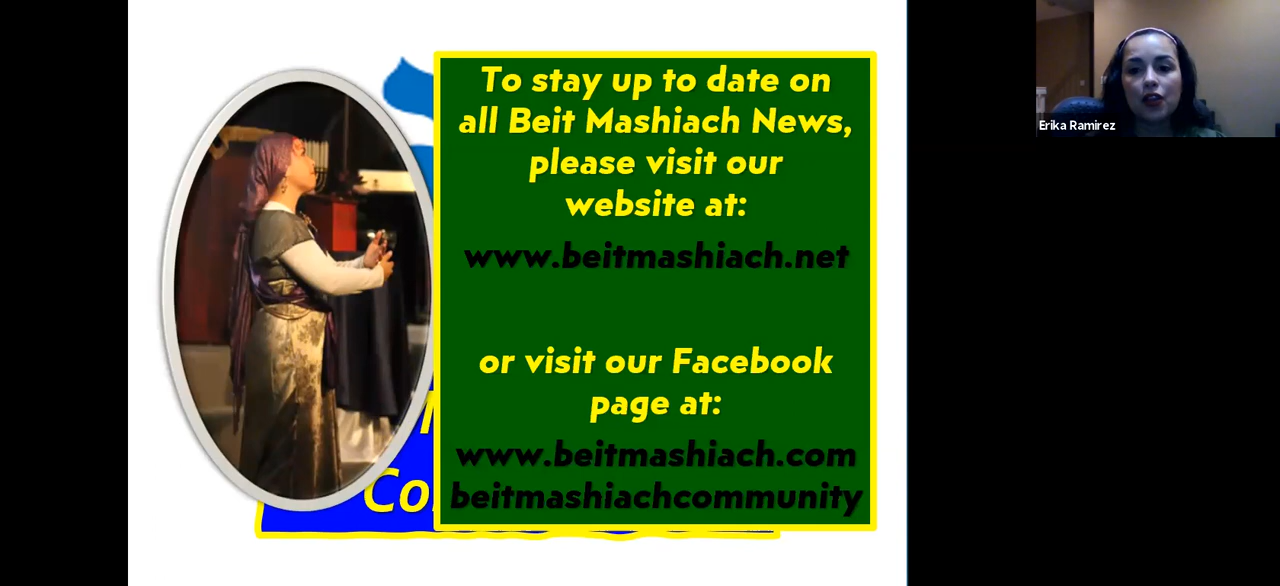 To stay up to date on
all Beit Mashiach News,
please visit our
website at:
www.beitmashiach.net
or visit our Facebook
page at:
www.beitmashiach.com
beitmashiachcommunity
Co
Erika Ramirez